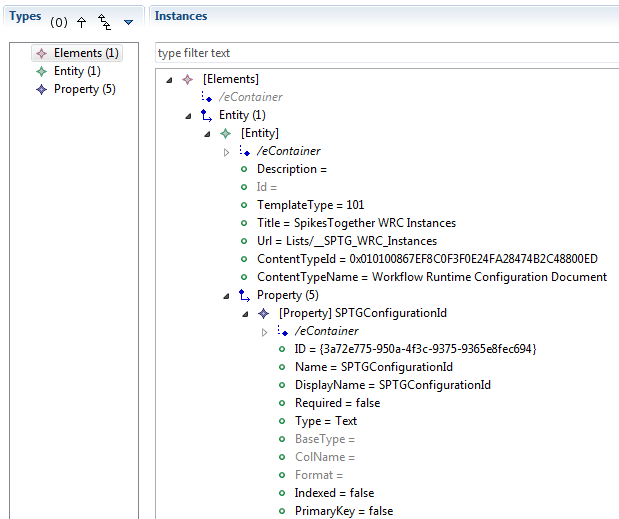 Types (0)
Elements (1)
Entity (1)
Property (5)
Instances
type filter text
[Elements]
/eContainer
Entity (1)
[Entity]
/eContainer
Description =
Id =
TemplateType = 101
Title = SpikesTogether WRC Instances
Url = Lists/__SPTG_WRC_Instances
ContentTypeId = 0x010100867EF8C0F3F0E24FA28474B2C48800ED
ContentTypeName = Workflow Runtime Configuration Document
Property (5)
[Property] SPTGConfigurationId
/eContainer
ID = {3a72e775-950a-4f3c-9375-9365e8fec694}
Name = SPTGConfigurationId
DisplayName = SPTGConfigurationId
Required = false
Type = Text
BaseType =
ColName =
Format =
Indexed = false
PrimaryKey = false